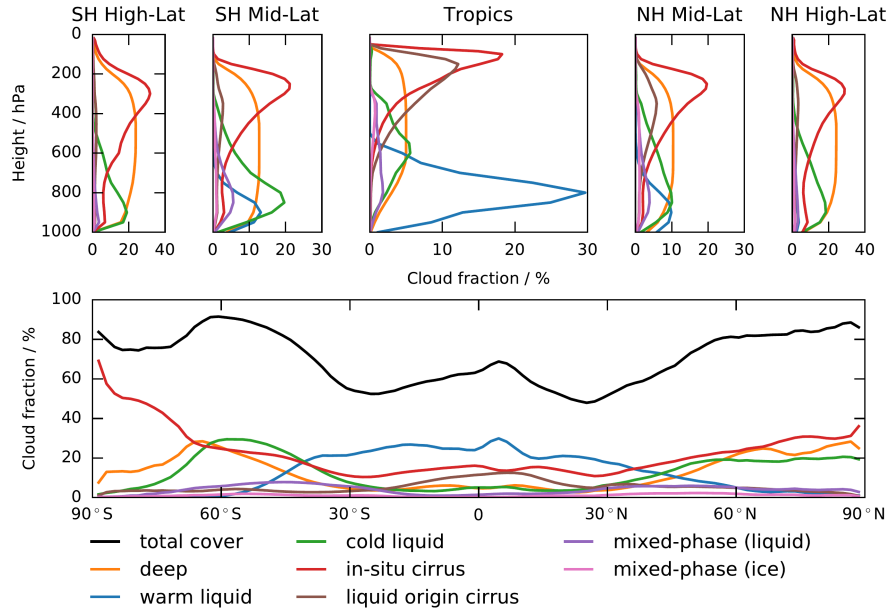 SH High-Lat SH Mid-Lat Tropics NH Mid-Lat NH High-Lat
0
200
400
600
800
1000
Height / hPa
0 20 40 0 10 20 30 0 10 20 30 0 10 20 30 0 20 40
Cloud fraction / %
100
80
60
40
20
0
Cloud fraction / %
90°S 60°S 30°S 0 30°N 60°N 90°N
total cover cold liquid mixed-phase (liquid)
deep in-situ cirrus mixed-phase (ice)
warm liquid liquid origin cirrus